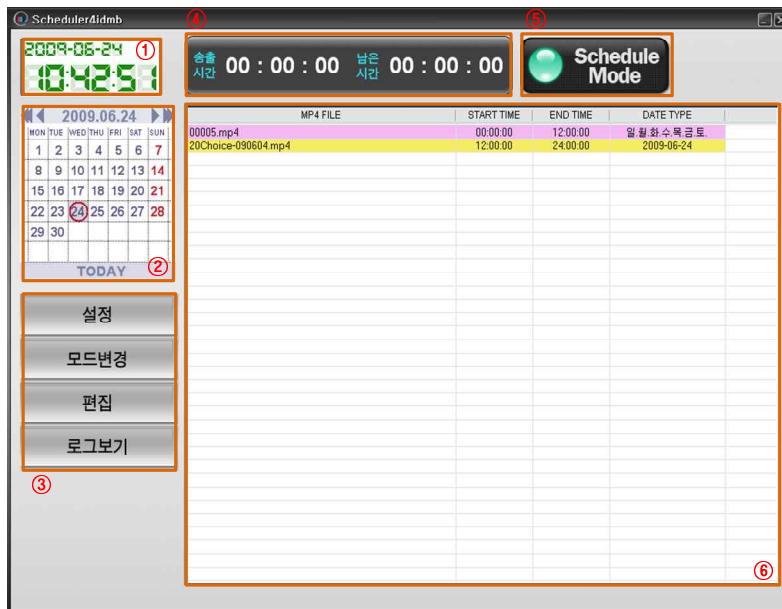 Scheduler4idmb
④
⑤
2009-06-24
①
10:42:51
송출
시간
00 : 00 : 00
남은
시간
00 : 00 : 00
Schedule
Mode
2009.06.24
MON TUE WED THU FRI SAT SUN
1 2 3 4 5 6 7
8 9 10 11 12 13 14
15 16 17 18 19 20 21
22 23 24 25 26 27 28
29 30
TODAY
②
설정
모드변경
편집
로그보기
③
MP4 FILE START TIME END TIME DATE TYPE
00005.mp4 00:00:00 12:00:00 일.월.화.수.목.금.토.
20Choice-090604.mp4 12:00:00 24:00:00 2009-06-24
⑥